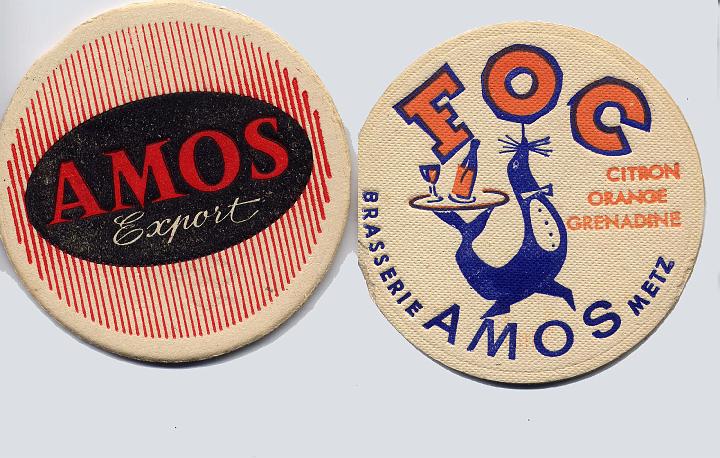 AMOS
Export
FOC
CITRON
ORANGE
GRENADINE
BRASSERIE AMOS METZ